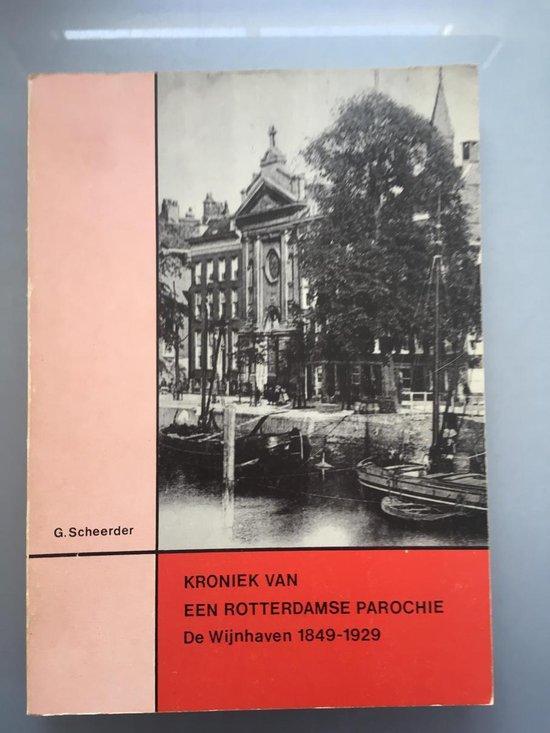 G. Scheerder
KRONIEK VAN
EEN ROTTERDAMSE PAROCHIE
De Wijnhaven 1849-1929